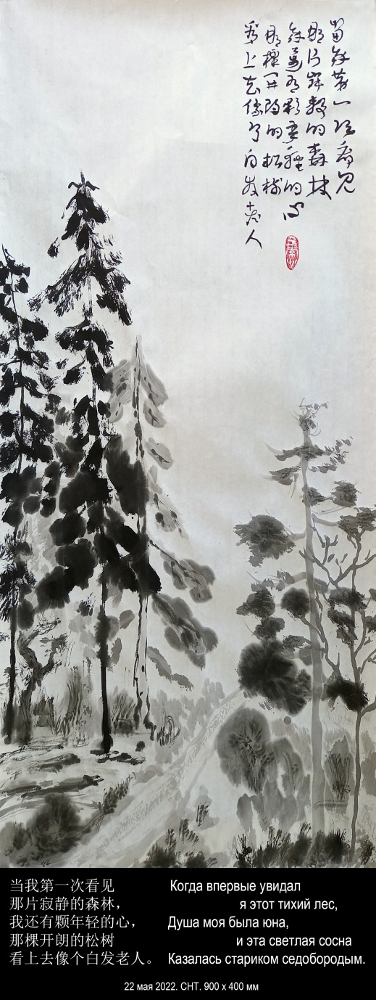 当我第一次看见
那片寂静的森林
我还有颗年轻的心
那棵开朗的松树
看上去像个白发老人
当我第一次看见
那片寂静的森林，
我还有颗年轻的心，
那棵开朗的松树
看上去像个白发老人。
Когда впервые увидал
я этот тихий лес,
Душа моя была юна,
и эта светлая сосна
Казалась стариком седобородым.
22 мая 2022. СНТ. 900 х 400 мм